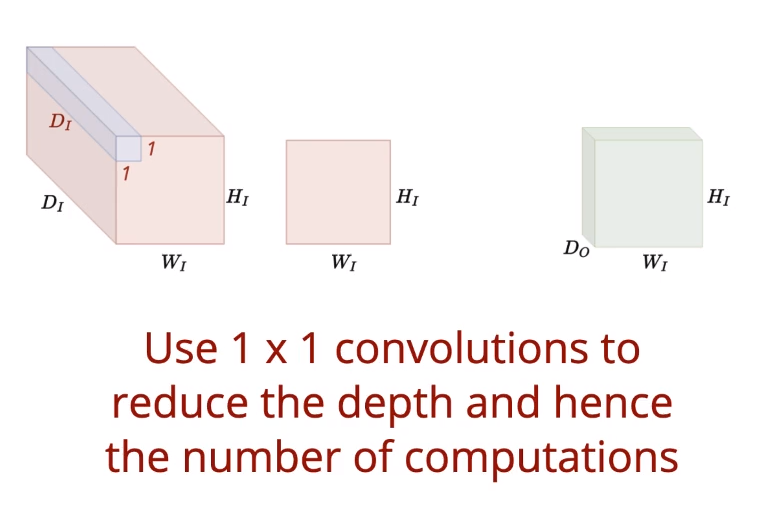 D_I
1
1
D_I
H_I
W_I
H_I
W_I
H_I
D_O
W_I
Use 1 x 1 convolutions to
reduce the depth and hence
the number of computations